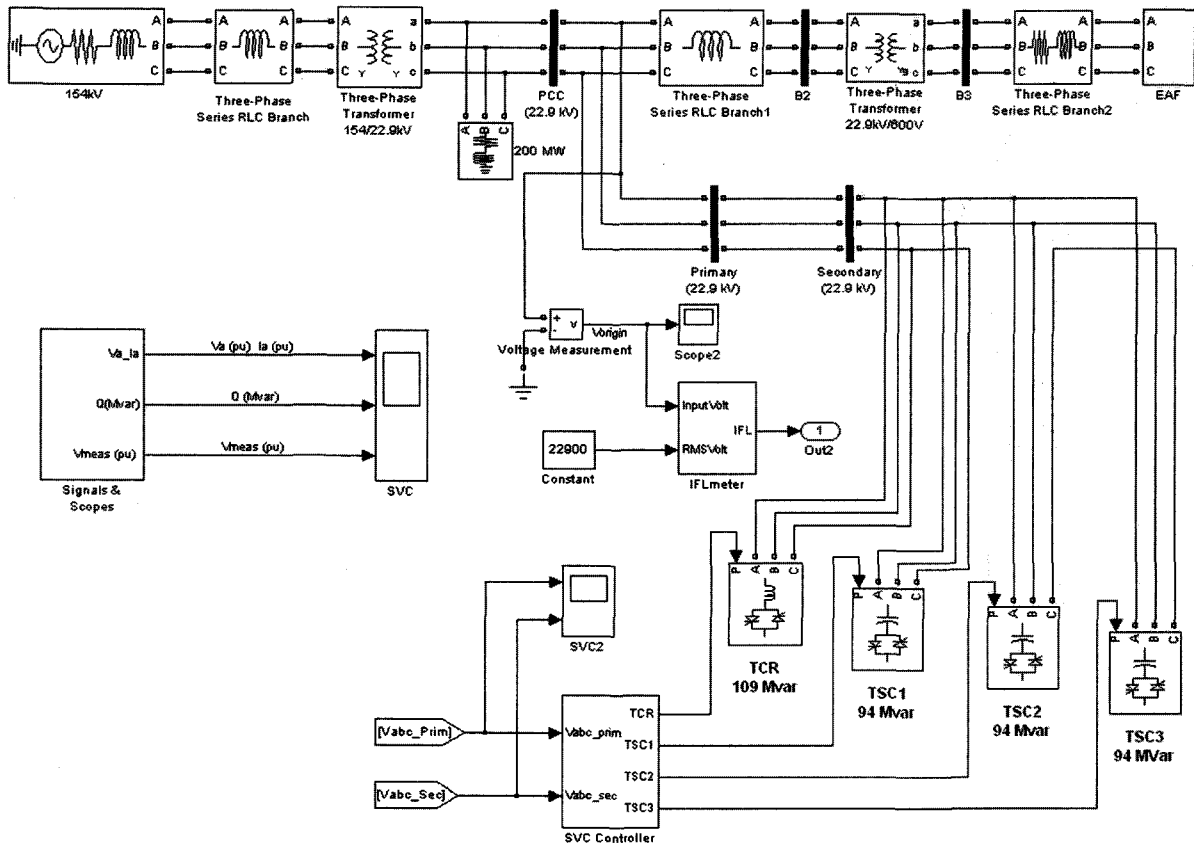 A A A A A a A A A a A A A
B B B B B b B B B b B B B
C C C C C Y Y c C C C Y Yg c C C C
154kV
Three-Phase
Series RLC Branch
Three-Phase
Transformer
154/22.9kV
PCC
(22.9 kV)
Three-Phase
Series RLC Branch1
B2
Three-Phase
Transformer
22.9kV/600V
B3
Three-Phase
Series RLC Branch2
EAF
A B C
200 MW
Primary
(22.9 kV)
Secondary
(22.9 kV)
+
-
v
Vorigin
Voltage Measurement
Scope2
Va_Ia
Va (pu) Ia (pu)
Q(Mvar)
Q (Mvar)
Vmeas (pu)
Vmeas (pu)
Signals &
Scopes
SVC
InputVolt
IFL
RMSVolt
IFLmeter
1
Out2
22900
Constant
P A B C
TCR
109 Mvar
P A B C
TSC1
94 Mvar
P A B C
TSC2
94 Mvar
P A B C
TSC3
94 MVar
SVC2
[Vabc_Prim]
[Vabc_Sec]
Vabc_prim
Vabc_sec
TCR
TSC1
TSC2
TSC3
SVC Controller